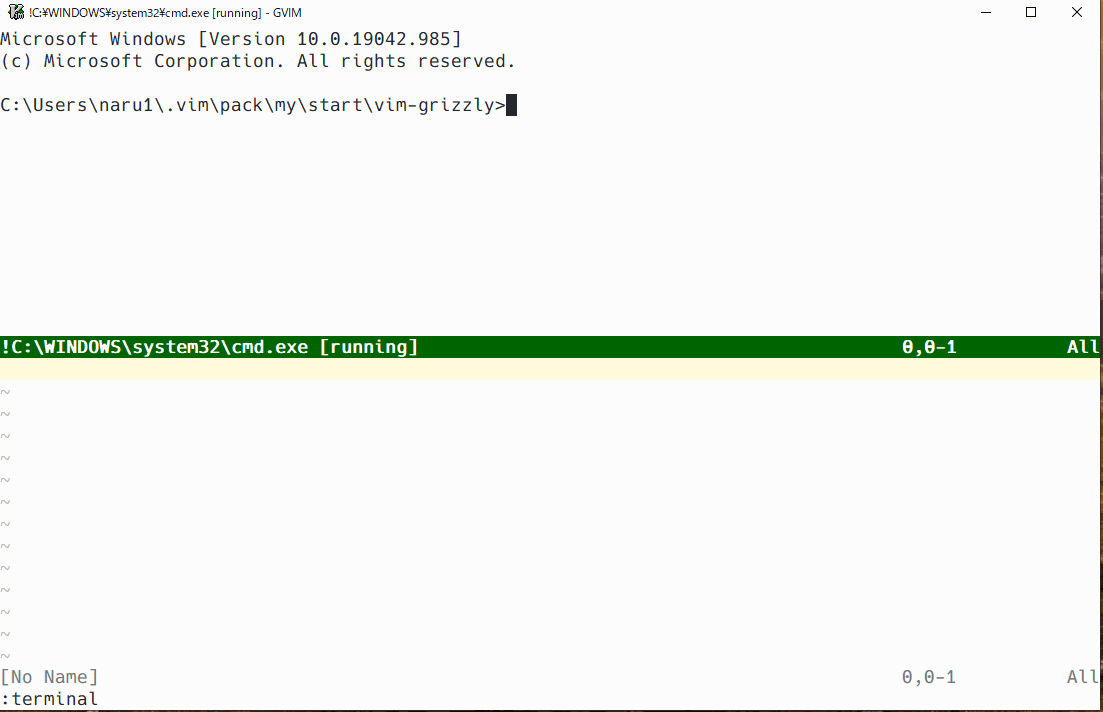 !C:¥WINDOWS¥system32¥cmd.exe [running] - GVIM
Microsoft Windows [Version 10.0.19042.985]
(c) Microsoft Corporation. All rights reserved.
C:\Users\naru1\.vim\pack\my\start\vim-grizzly>
!C:\WINDOWS\system32\cmd.exe [running] 0,0-1 All
~
~
~
~
~
~
~
~
~
~
~
~
~
[No Name] 0,0-1 All
:terminal